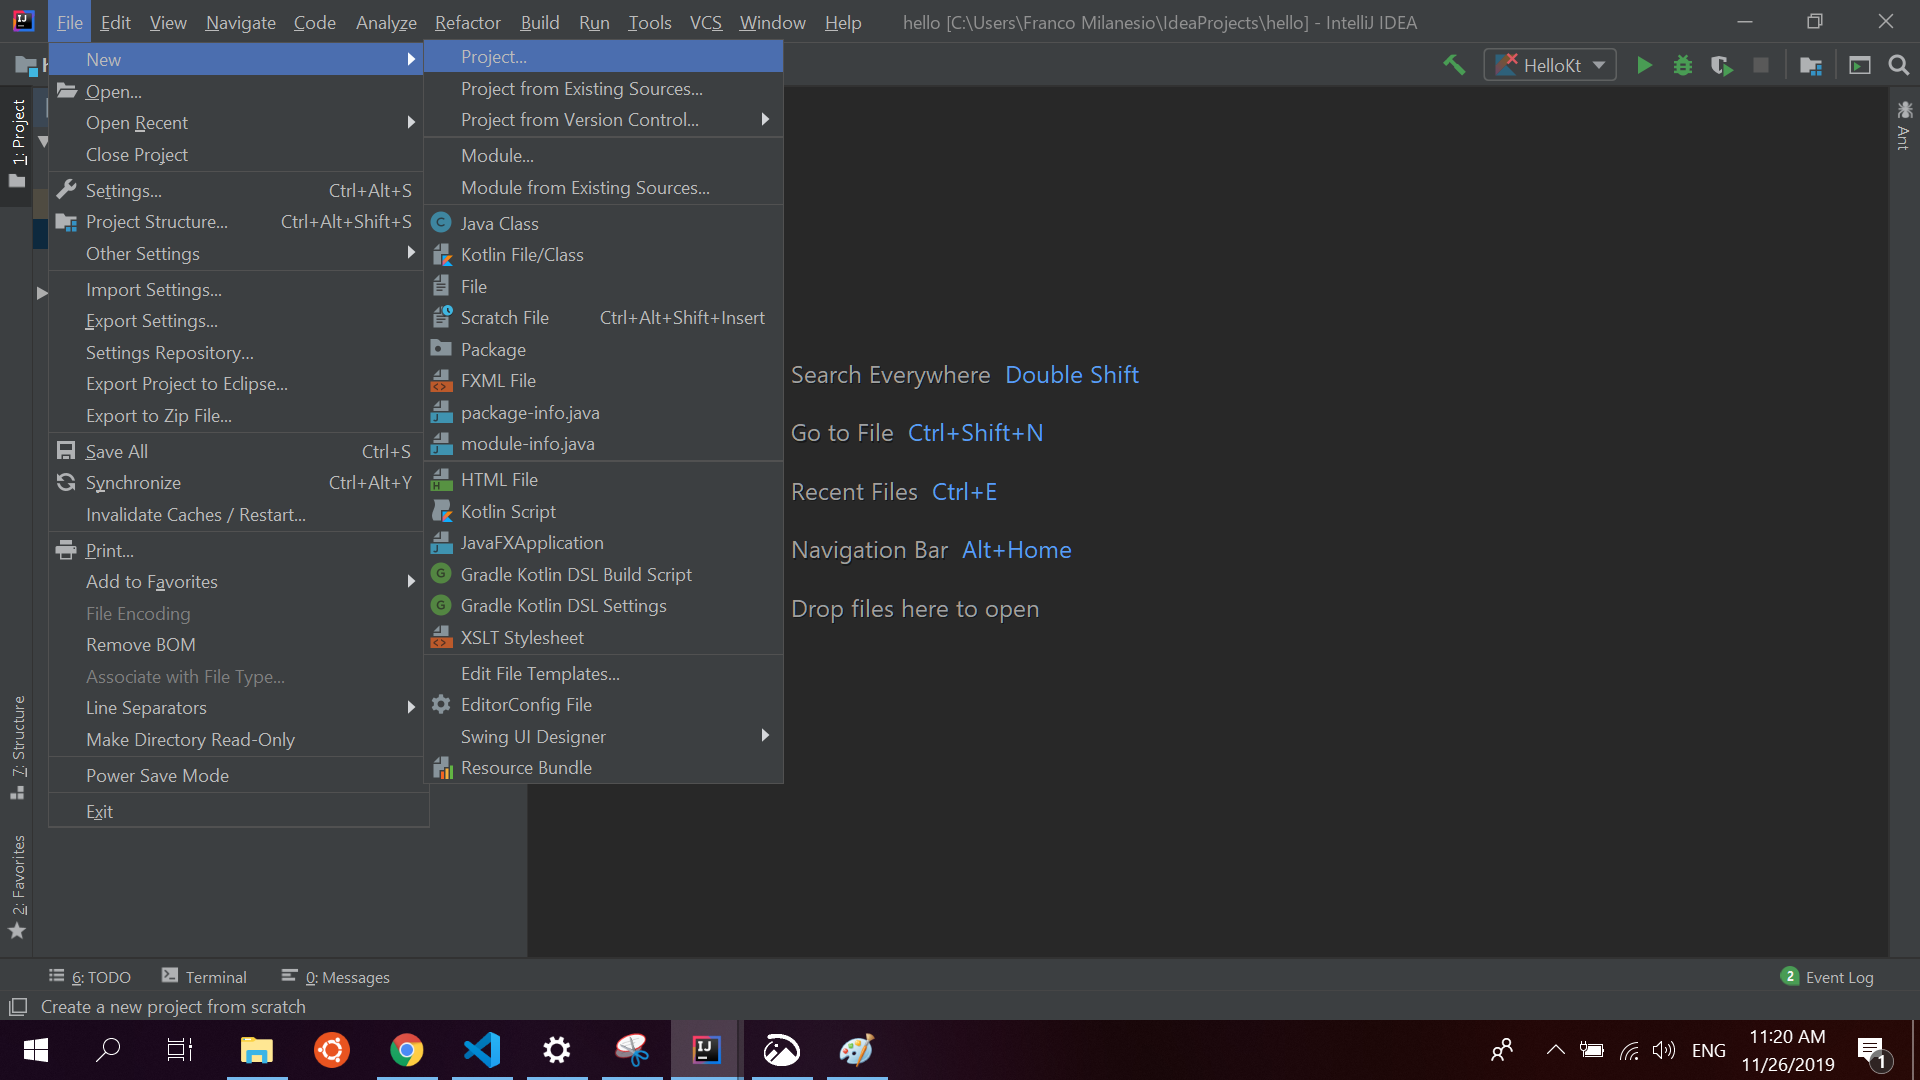 File Edit View Navigate Code Analyze Refactor Build Run Tools VCS Window Help hello [C:\Users\Franco Milanesio\IdeaProjects\hello] - IntelliJ IDEA
HelloKt
New
Open...
Open Recent
Close Project
Settings... Ctrl+Alt+S
Project Structure... Ctrl+Alt+Shift+S
Other Settings
Import Settings...
Export Settings...
Settings Repository...
Export Project to Eclipse...
Export to Zip File...
Save All Ctrl+S
Synchronize Ctrl+Alt+Y
Invalidate Caches / Restart...
Print...
Add to Favorites
File Encoding
Remove BOM
Associate with File Type...
Line Separators
Make Directory Read-Only
Power Save Mode
Exit
Project...
Project from Existing Sources...
Project from Version Control...
Module...
Module from Existing Sources...
Java Class
Kotlin File/Class
File
Scratch File Ctrl+Alt+Shift+Insert
Package
FXML File
package-info.java
module-info.java
HTML File
Kotlin Script
JavaFXApplication
Gradle Kotlin DSL Build Script
Gradle Kotlin DSL Settings
XSLT Stylesheet
Edit File Templates...
EditorConfig File
Swing UI Designer
Resource Bundle
Search Everywhere Double Shift
Go to File Ctrl+Shift+N
Recent Files Ctrl+E
Navigation Bar Alt+Home
Drop files here to open
1: Project
7: Structure
2: Favorites
Ant
6: TODO Terminal 0: Messages 2 Event Log
Create a new project from scratch
ENG
11:20 AM
11/26/2019
1